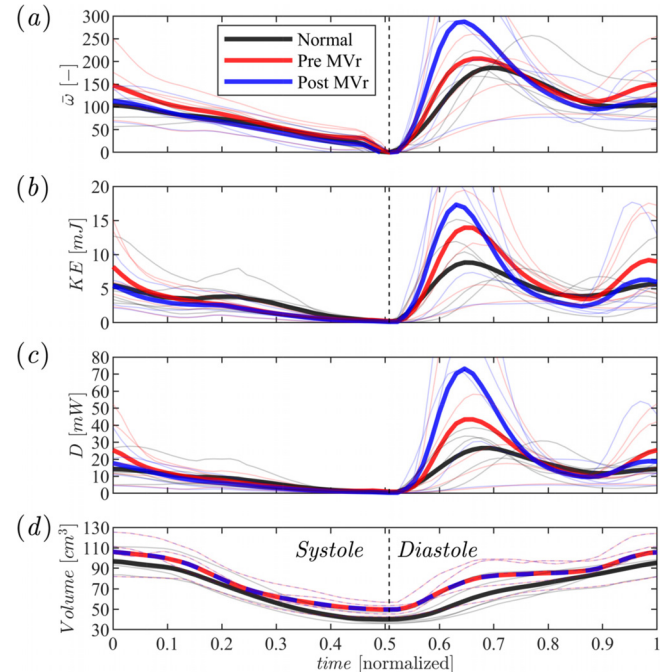 (a)
300
250
200
150
100
50
0
ω̄ [−]
Normal
Pre MVr
Post MVr
(b)
20
15
10
5
0
KE [mJ]
(c)
80
70
60
50
40
30
20
10
0
D [mW]
(d)
130
110
90
70
50
30
Volume [cm³]
Systole Diastole
0 0.1 0.2 0.3 0.4 0.5 0.6 0.7 0.8 0.9 1
time [normalized]